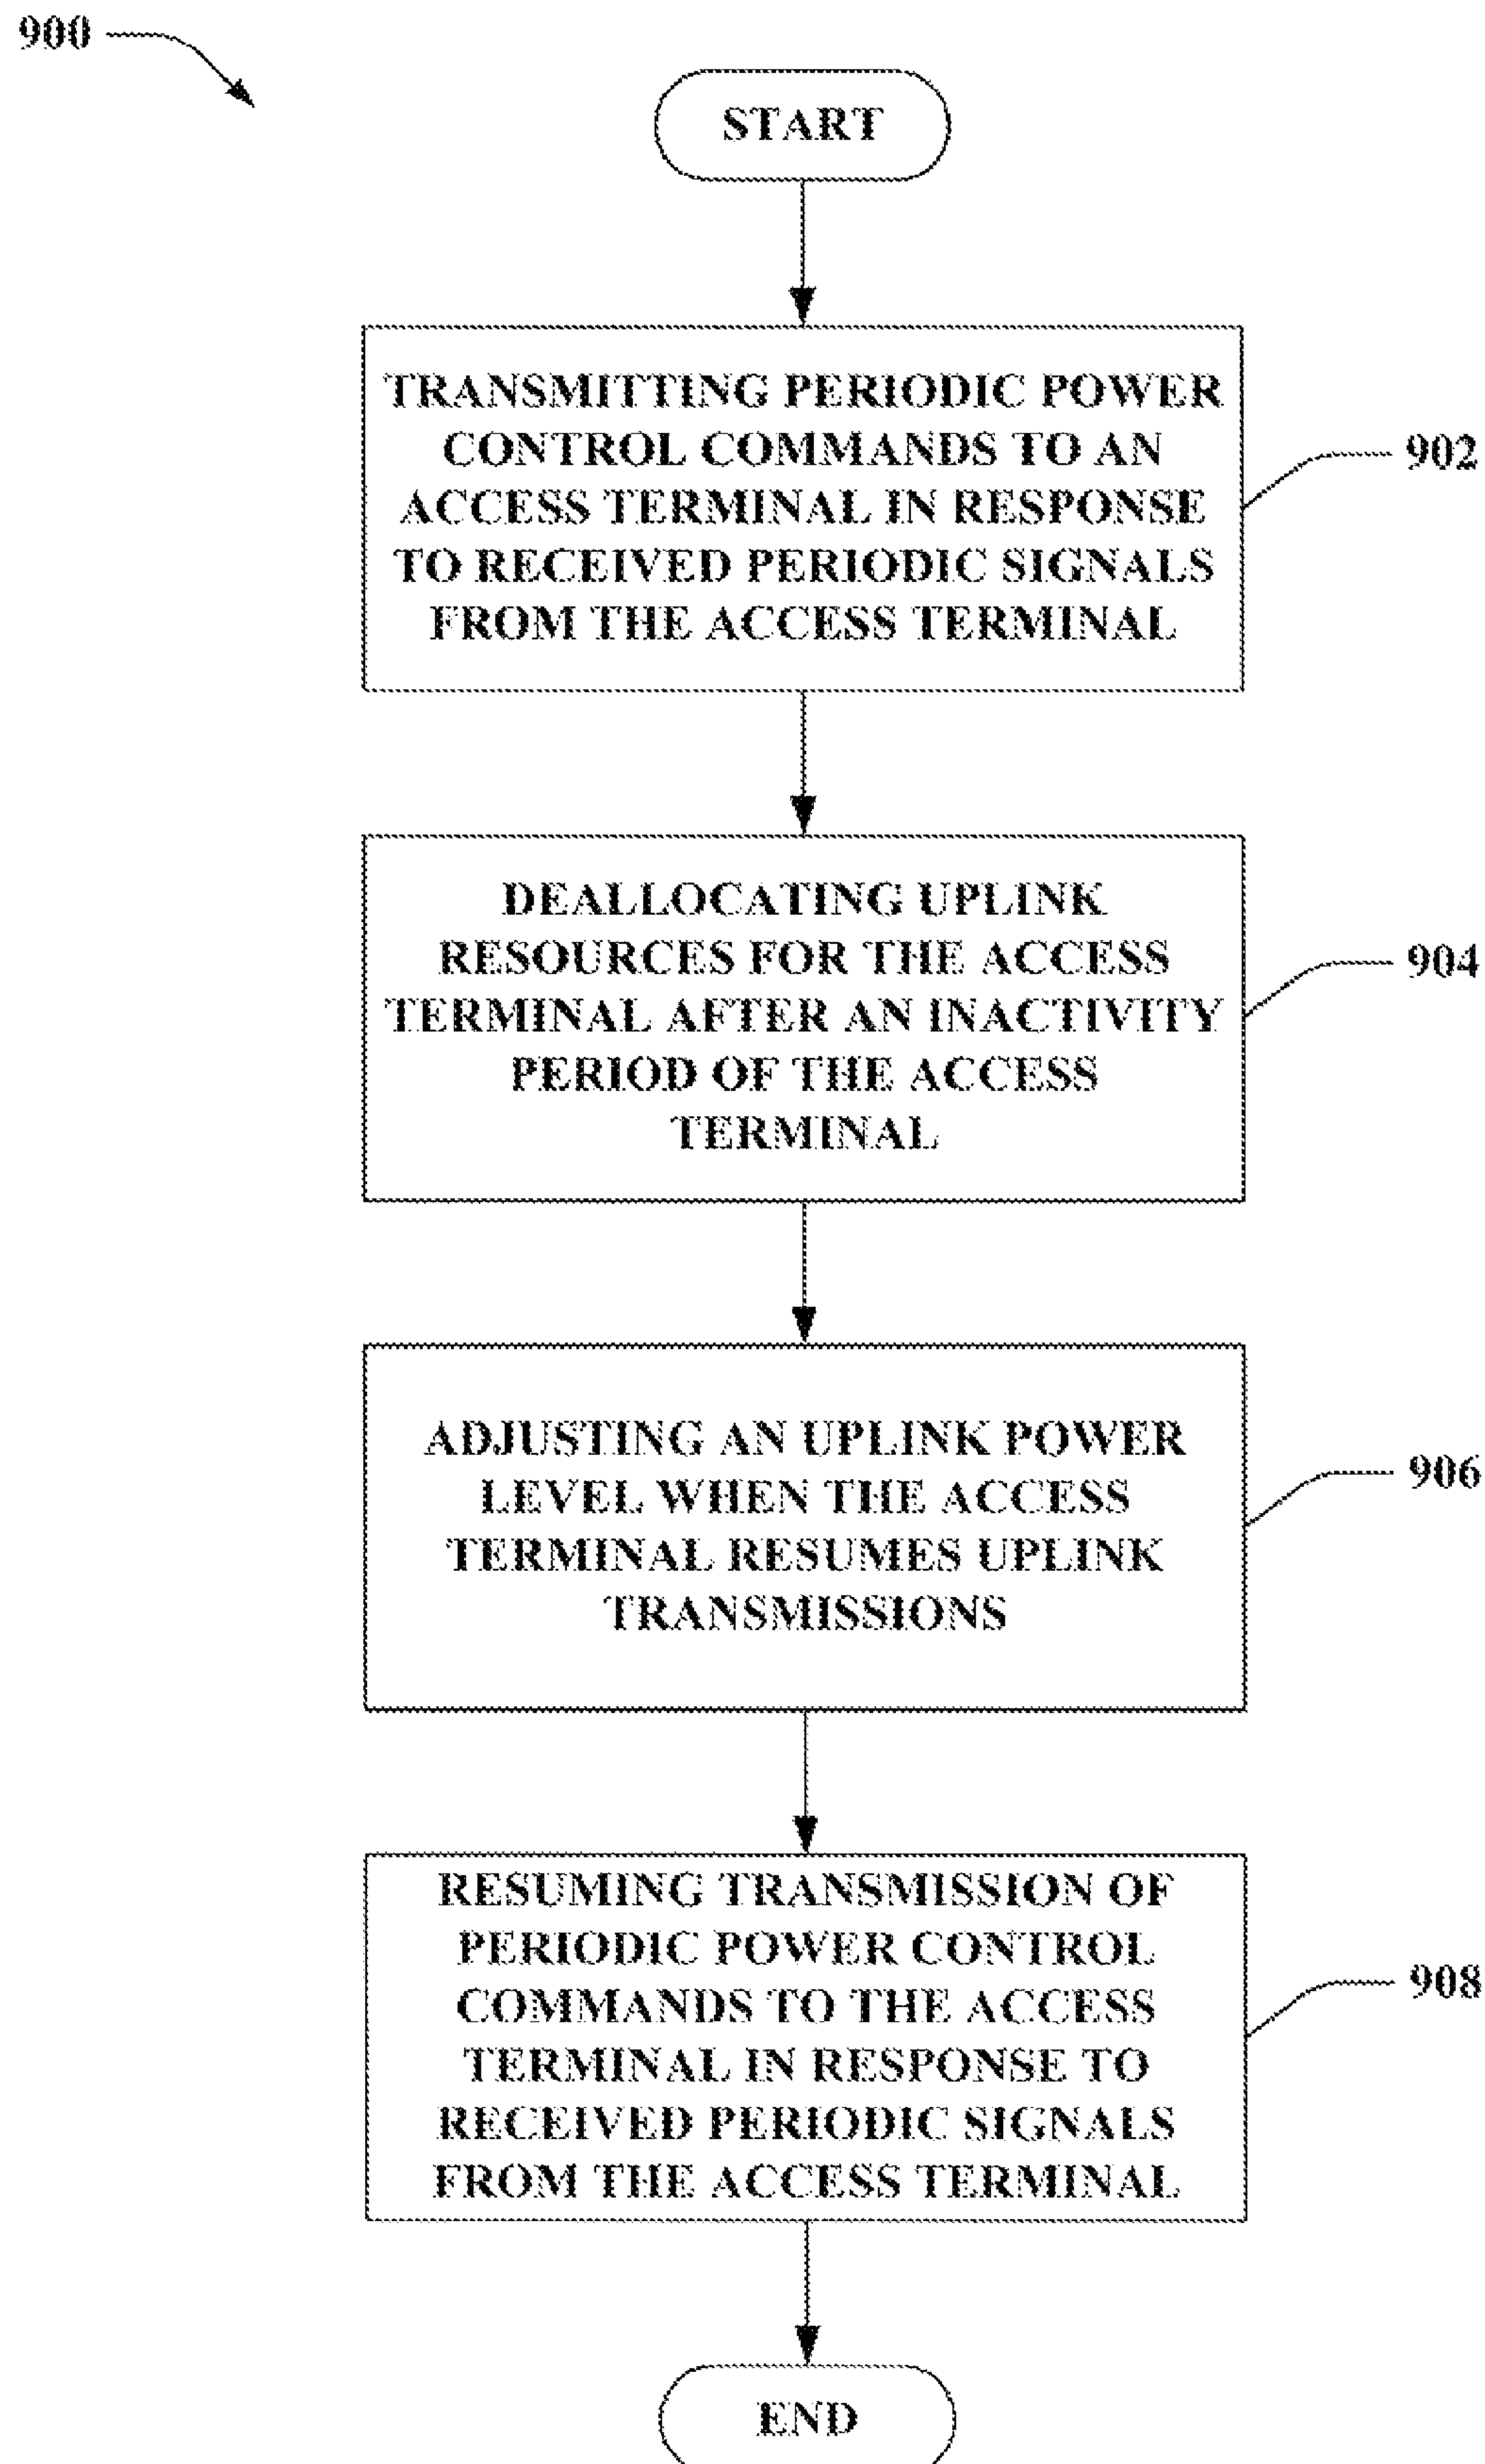 900
START
TRANSMITTING PERIODIC POWER
CONTROL COMMANDS TO AN
ACCESS TERMINAL IN RESPONSE
TO RECEIVED PERIODIC SIGNALS
FROM THE ACCESS TERMINAL
902
DEALLOCATING UPLINK
RESOURCES FOR THE ACCESS
TERMINAL AFTER AN INACTIVITY
PERIOD OF THE ACCESS
TERMINAL
904
ADJUSTING AN UPLINK POWER
LEVEL WHEN THE ACCESS
TERMINAL RESUMES UPLINK
TRANSMISSIONS
906
RESUMING TRANSMISSION OF
PERIODIC POWER CONTROL
COMMANDS TO THE ACCESS
TERMINAL IN RESPONSE TO
RECEIVED PERIODIC SIGNALS
FROM THE ACCESS TERMINAL
908
END